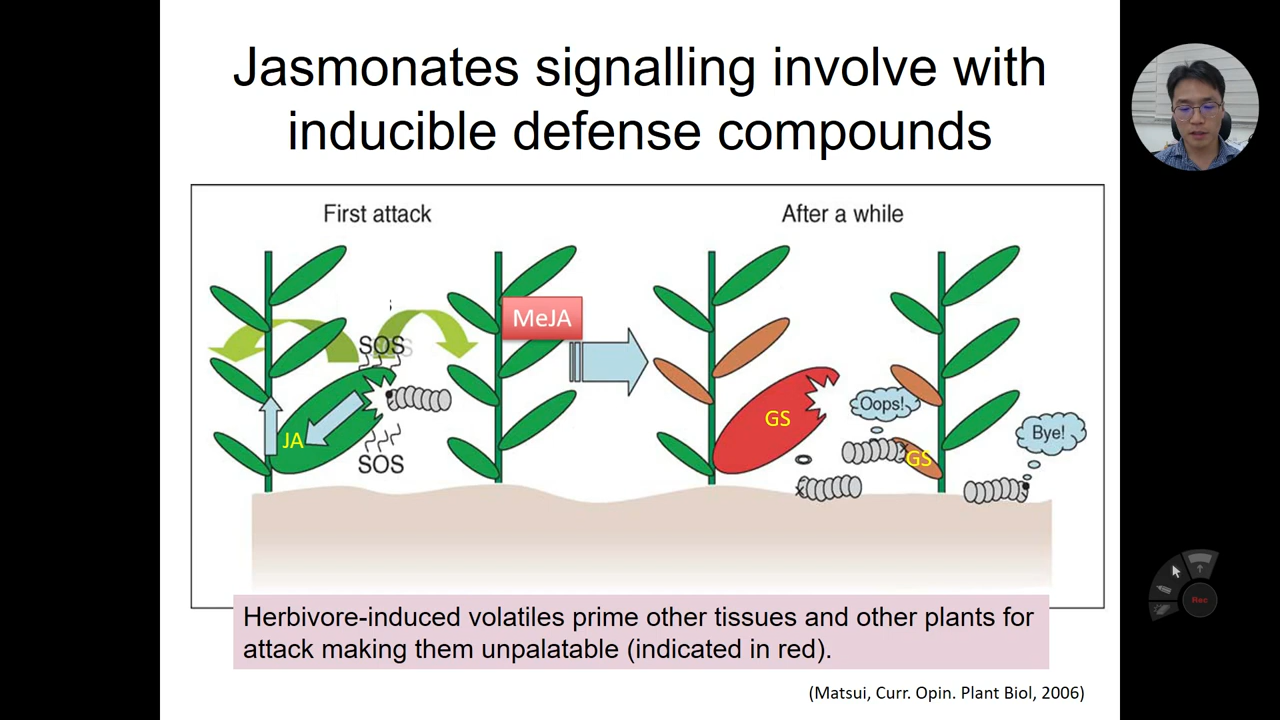 Jasmonates signalling involve with
inducible defense compounds
First attack
After a while
MeJA
SOS
JA
SOS
GS
Oops!
GS
Bye!
Herbivore-induced volatiles prime other tissues and other plants for
attack making them unpalatable (indicated in red).
(Matsui, Curr. Opin. Plant Biol, 2006)
Rec